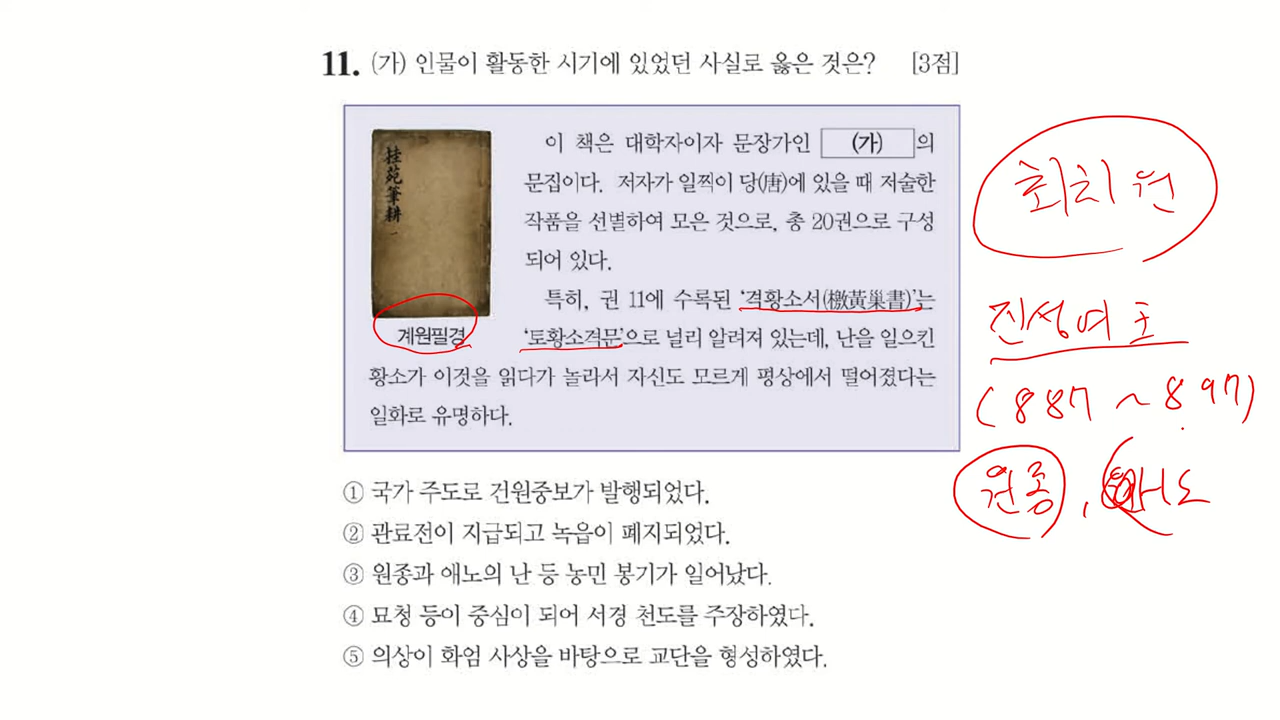 11. (가) 인물이 활동한 시기에 있었던 사실로 옳은 것은? [3점]
桂苑筆耕 一
계원필경
이 책은 대학자이자 문장가인 (가) 의
문집이다. 저자가 일찍이 당(唐)에 있을 때 저술한
작품을 선별하여 모은 것으로, 총 20권으로 구성
되어 있다.
특히, 권 11에 수록된 '격황소서(檄黃巢書)'는
'토황소격문'으로 널리 알려져 있는데, 난을 일으킨
황소가 이것을 읽다가 놀라서 자신도 모르게 평상에서 떨어졌다는
일화로 유명하다.
① 국가 주도로 건원중보가 발행되었다.
② 관료전이 지급되고 녹읍이 폐지되었다.
③ 원종과 애노의 난 등 농민 봉기가 일어났다.
④ 묘청 등이 중심이 되어 서경 천도를 주장하였다.
⑤ 의상이 화엄 사상을 바탕으로 교단을 형성하였다.
최치원
진성여왕
(887 ~ 897)
원종,